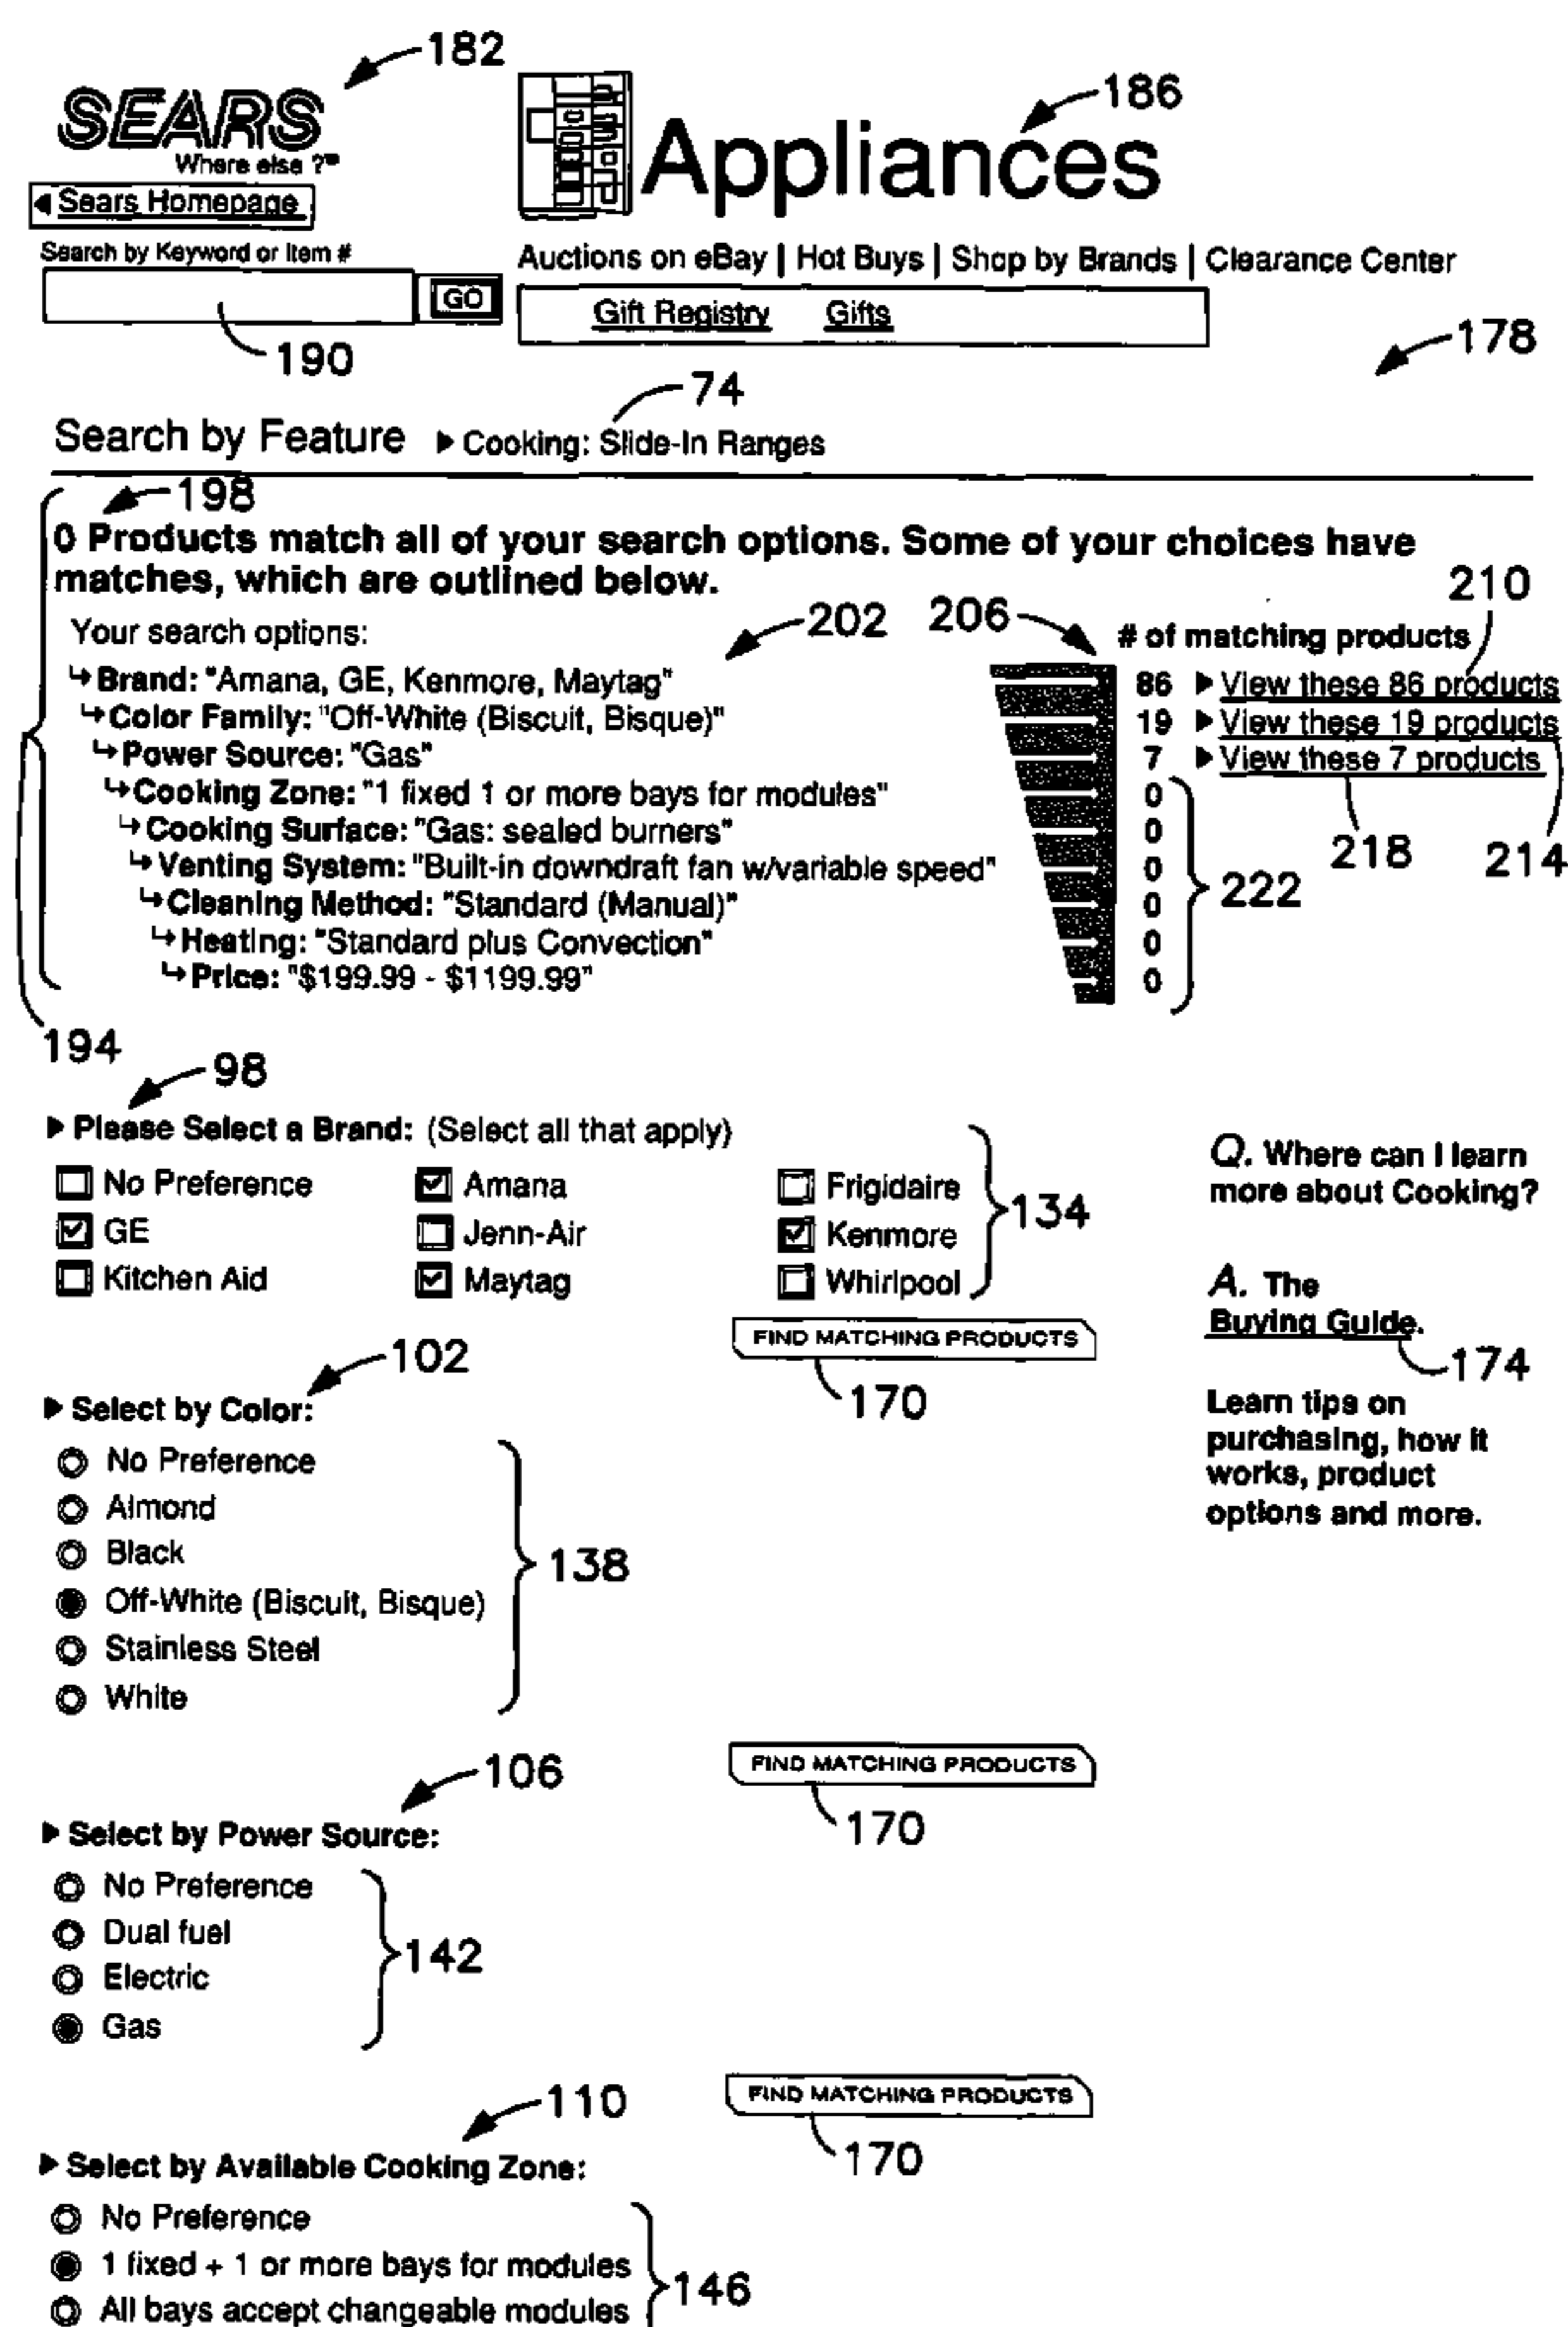 182
SEARS
Where else ?℠
186
Appliances
◀ Sears Homepage
Search by Keyword or Item #
GO
190
Auctions on eBay | Hot Buys | Shop by Brands | Clearance Center
Gift Registry Gifts
178
74
Search by Feature ▶ Cooking: Slide-In Ranges
198
0 Products match all of your search options. Some of your choices have
matches, which are outlined below.
210
Your search options:
202 206
# of matching products
↳ Brand: "Amana, GE, Kenmore, Maytag" 86 ▶ View these 86 products
↳ Color Family: "Off-White (Biscuit, Bisque)" 19 ▶ View these 19 products
↳ Power Source: "Gas" 7 ▶ View these 7 products
↳ Cooking Zone: "1 fixed 1 or more bays for modules" 0
↳ Cooking Surface: "Gas: sealed burners" 0
↳ Venting System: "Built-in downdraft fan w/variable speed" 0
↳ Cleaning Method: "Standard (Manual)" 0
↳ Heating: "Standard plus Convection" 0
↳ Price: "$199.99 - $1199.99" 0
218 214
222
194
98
▶ Please Select a Brand: (Select all that apply)
No Preference Amana Frigidaire
GE Jenn-Air Kenmore
Kitchen Aid Maytag Whirlpool
134
FIND MATCHING PRODUCTS
170
Q. Where can I learn
more about Cooking?
A. The
Buying Guide.
174
Learn tips on
purchasing, how it
works, product
options and more.
102
▶ Select by Color:
No Preference
Almond
Black
Off-White (Biscuit, Bisque)
Stainless Steel
White
138
FIND MATCHING PRODUCTS
170
106
▶ Select by Power Source:
No Preference
Dual fuel
Electric
Gas
142
FIND MATCHING PRODUCTS
170
110
▶ Select by Available Cooking Zone:
No Preference
1 fixed + 1 or more bays for modules
All bays accept changeable modules
146